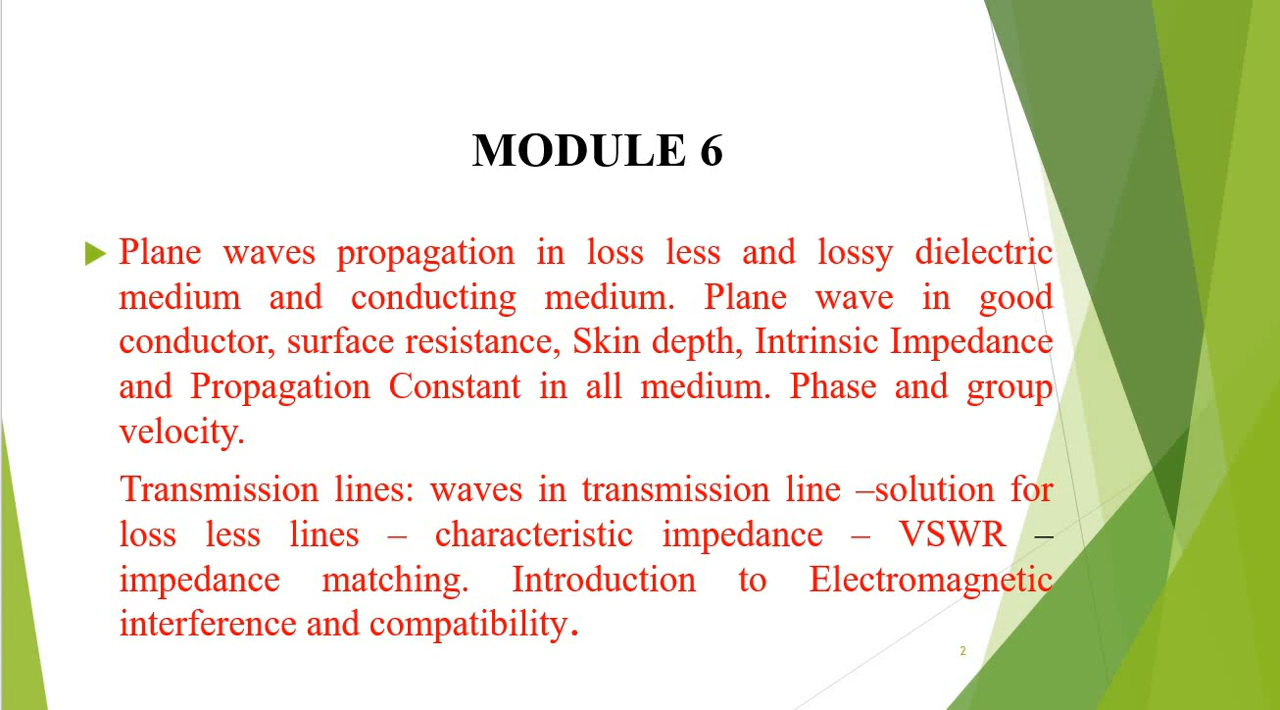 MODULE 6
Plane waves propagation in loss less and lossy dielectric
medium and conducting medium. Plane wave in good
conductor, surface resistance, Skin depth, Intrinsic Impedance
and Propagation Constant in all medium. Phase and group
velocity.
Transmission lines: waves in transmission line –solution for
loss less lines – characteristic impedance – VSWR –
impedance matching. Introduction to Electromagnetic
interference and compatibility.
2